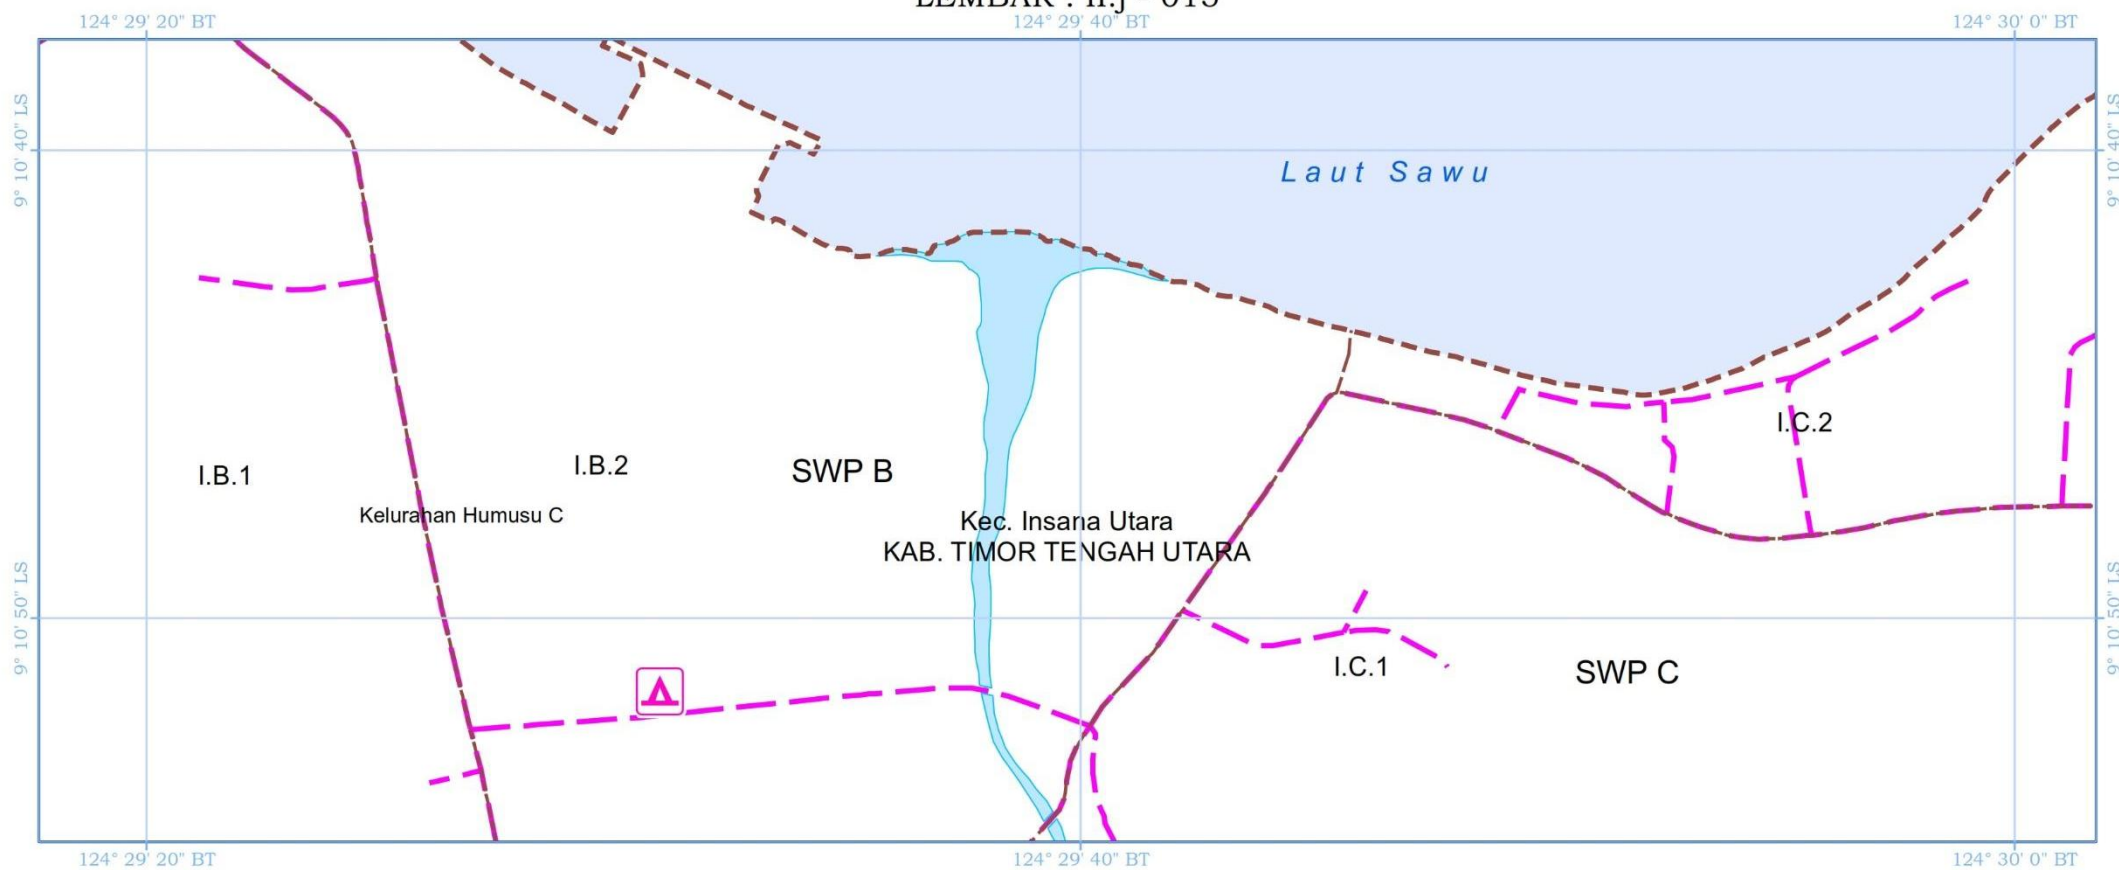 124° 29' 20" BT
124° 29' 40" BT
124° 30' 0" BT
9° 10' 40" LS
9° 10' 40" LS
Laut Sawu
I.C.2
I.B.1
I.B.2
SWP B
Kelurahan Humusu C
Kec. Insana Utara
KAB. TIMOR TENGAH UTARA
9° 10' 50" LS
9° 10' 50" LS
I.C.1
SWP C
124° 29' 20" BT
124° 29' 40" BT
124° 30' 0" BT